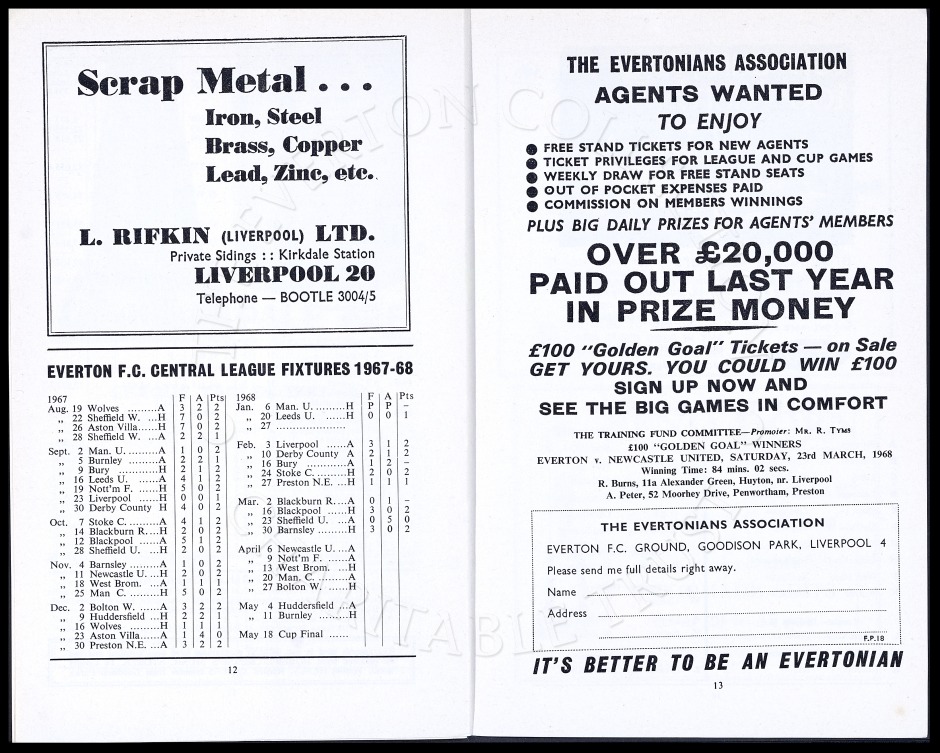 Scrap Metal . . .
Iron, Steel
Brass, Copper
Lead, Zinc, etc.
L. RIFKIN (LIVERPOOL) LTD.
Private Sidings : : Kirkdale Station
LIVERPOOL 20
Telephone — BOOTLE 3004/5
EVERTON F.C. CENTRAL LEAGUE FIXTURES 1967-68
1967 F A Pts
Aug. 19 Wolves .........A 3 2 2
„ 22 Sheffield W. ...H 7 0 2
„ 26 Aston Villa......H 7 0 2
„ 28 Sheffield W. ...A 2 2 1
Sept. 2 Man. U. .........A 1 0 2
„ 5 Burnley .........A 2 2 1
„ 9 Bury ............H 2 1 2
„ 16 Leeds U. ......A 4 1 2
„ 19 Nott'm F. ......H 5 0 2
„ 23 Liverpool ......H 0 0 1
„ 30 Derby County H 4 0 2
Oct. 7 Stoke C. .........A 4 1 2
„ 14 Blackburn R....H 2 0 2
„ 12 Blackpool ......A 5 1 2
„ 28 Sheffield U. ...H 2 0 2
Nov. 4 Barnsley .........A 1 0 2
„ 11 Newcastle U. ...H 2 0 2
„ 18 West Brom. ...A 1 1 1
„ 25 Man C. .........H 5 0 2
Dec. 2 Bolton W. ......A 3 2 2
„ 9 Huddersfield ...H 2 2 1
„ 16 Wolves .........H 1 1 1
„ 23 Aston Villa......A 1 4 0
„ 30 Preston N.E. ...A 3 2 2
1968 F A Pts
Jan. 6 Man. U. .........H P P –
„ 20 Leeds U. ......H 0 0 1
„ 27 ........................
Feb. 3 Liverpool ......A 3 1 2
„ 10 Derby County A 2 1 2
„ 16 Bury ............A 1 2 –
„ 24 Stoke C. .........H 2 0 2
„ 27 Preston N.E. ...H 1 1 1
Mar. 2 Blackburn R....A 0 1 –
„ 16 Blackpool ......H 3 0 2
„ 23 Sheffield U. ...A 0 5 0
„ 30 Barnsley .........H 3 0 2
April 6 Newcastle U. ...A
„ 9 Nott'm F. ......A
„ 13 West Brom. ...H
„ 20 Man. C. .........A
„ 27 Bolton W. ......H
May 4 Huddersfield ...A
„ 11 Burnley .........H
May 18 Cup Final ......
12
THE EVERTONIANS ASSOCIATION
AGENTS WANTED
TO ENJOY
● FREE STAND TICKETS FOR NEW AGENTS
● TICKET PRIVILEGES FOR LEAGUE AND CUP GAMES
● WEEKLY DRAW FOR FREE STAND SEATS
● OUT OF POCKET EXPENSES PAID
● COMMISSION ON MEMBERS WINNINGS
PLUS BIG DAILY PRIZES FOR AGENTS' MEMBERS
OVER £20,000
PAID OUT LAST YEAR
IN PRIZE MONEY
£100 "Golden Goal" Tickets — on Sale
GET YOURS. YOU COULD WIN £100
SIGN UP NOW AND
SEE THE BIG GAMES IN COMFORT
THE TRAINING FUND COMMITTEE—Promoter: MR. R. TYMS
£100 "GOLDEN GOAL" WINNERS
EVERTON v. NEWCASTLE UNITED, SATURDAY, 23rd MARCH, 1968
Winning Time: 84 mins. 02 secs.
R. Burns, 11a Alexander Green, Huyton, nr. Liverpool
A. Peter, 52 Moorhey Drive, Penwortham, Preston
THE EVERTONIANS ASSOCIATION
EVERTON F.C. GROUND, GOODISON PARK, LIVERPOOL 4
Please send me full details right away.
Name
Address
F.P.18
IT'S BETTER TO BE AN EVERTONIAN
13